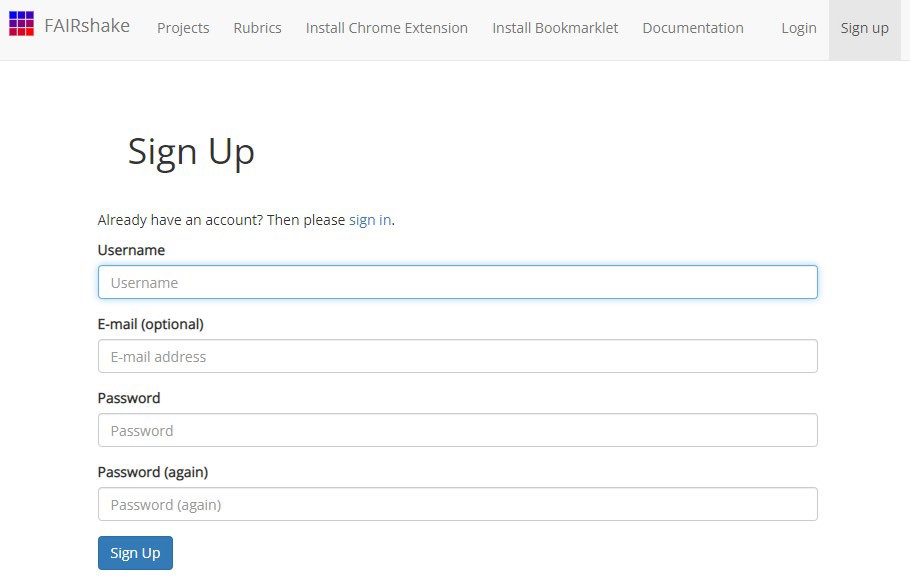 FAIRshake Projects Rubrics Install Chrome Extension Install Bookmarklet Documentation Login Sign up
Sign Up
Already have an account? Then please sign in.
Username
Username
E-mail (optional)
E-mail address
Password
Password
Password (again)
Password (again)
Sign Up